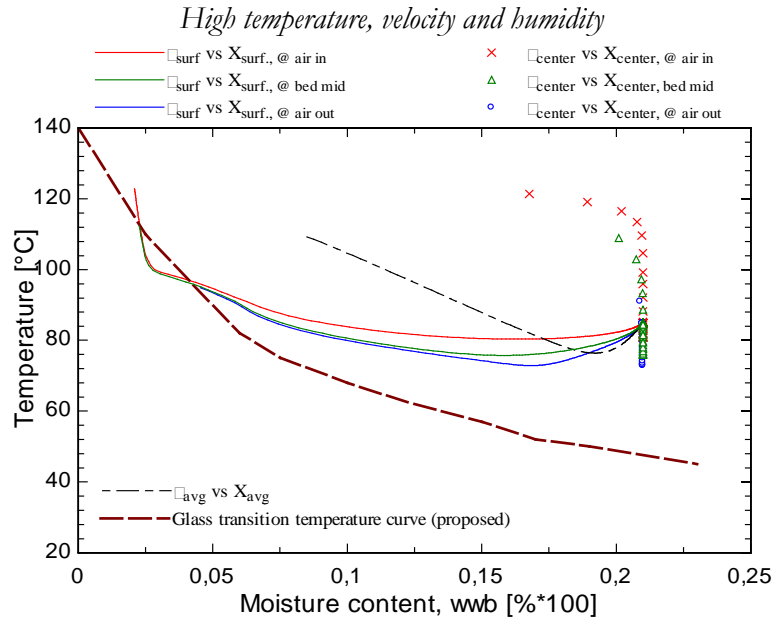 High temperature, velocity and humidity
□surf vs Xsurf., @ air in
□center vs Xcenter, @ air in
□surf vs Xsurf., @ bed mid
□center vs Xcenter, bed mid
□surf vs Xsurf., @ air out
□center vs Xcenter, @ air out
140
120
100
80
60
40
20
Temperature [°C]
□avg vs Xavg
Glass transition temperature curve (proposed)
0 0,05 0,1 0,15 0,2 0,25
Moisture content, wwb [%*100]